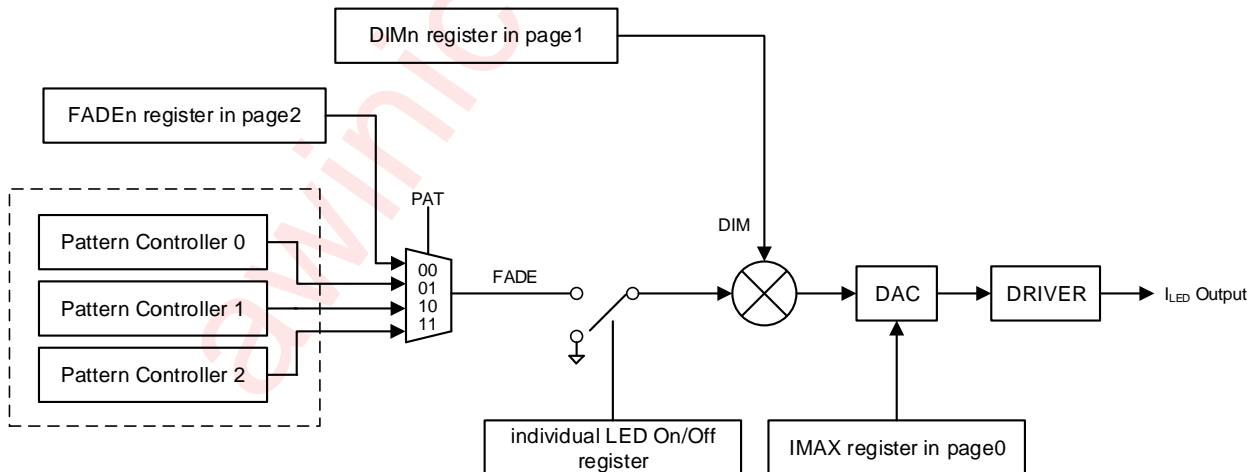 DIMn register in page1
FADEn register in page2
PAT
Pattern Controller 0
Pattern Controller 1
Pattern Controller 2
00
01
10
11
FADE
DIM
DAC
DRIVER
ILED Output
individual LED On/Off
register
IMAX register in page0
awinic